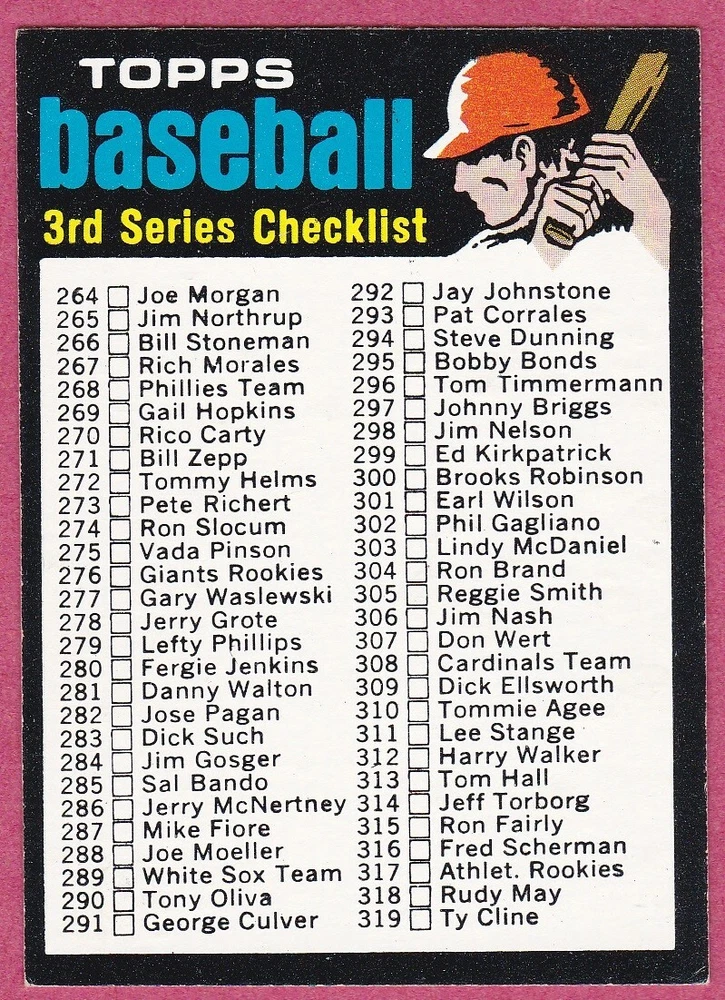 TOPPS
baseball
3rd Series Checklist
264 Joe Morgan
265 Jim Northrup
266 Bill Stoneman
267 Rich Morales
268 Phillies Team
269 Gail Hopkins
270 Rico Carty
271 Bill Zepp
272 Tommy Helms
273 Pete Richert
274 Ron Slocum
275 Vada Pinson
276 Giants Rookies
277 Gary Waslewski
278 Jerry Grote
279 Lefty Phillips
280 Fergie Jenkins
281 Danny Walton
282 Jose Pagan
283 Dick Such
284 Jim Gosger
285 Sal Bando
286 Jerry McNertney
287 Mike Fiore
288 Joe Moeller
289 White Sox Team
290 Tony Oliva
291 George Culver
292 Jay Johnstone
293 Pat Corrales
294 Steve Dunning
295 Bobby Bonds
296 Tom Timmermann
297 Johnny Briggs
298 Jim Nelson
299 Ed Kirkpatrick
300 Brooks Robinson
301 Earl Wilson
302 Phil Gagliano
303 Lindy McDaniel
304 Ron Brand
305 Reggie Smith
306 Jim Nash
307 Don Wert
308 Cardinals Team
309 Dick Ellsworth
310 Tommie Agee
311 Lee Stange
312 Harry Walker
313 Tom Hall
314 Jeff Torborg
315 Ron Fairly
316 Fred Scherman
317 Athlet. Rookies
318 Rudy May
319 Ty Cline